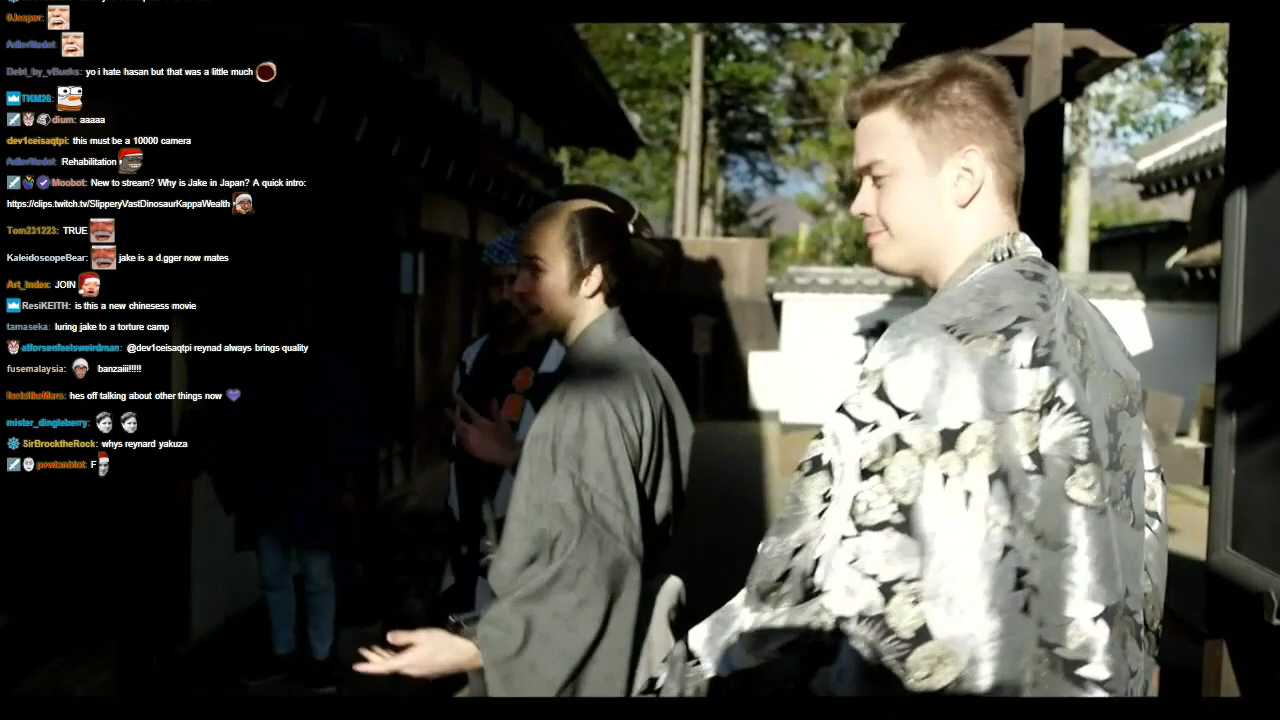 0Jasper:
AdlerModel:
Debt_by_vBucks: yo i hate hasan but that was a little much
TKM26:
dium: aaaaa
dev1ceisaqtpi: this must be a 10000 camera
AdlerModel: Rehabilitation
Moobot: New to stream? Why is Jake in Japan? A quick intro:
https://clips.twitch.tv/SlipperyVastDinosaurKappaWealth
Tom231223: TRUE
KaleidoscopeBear: jake is a d.gger now mates
Art_Index: JOIN
ResiKEITH: is this a new chinesess movie
tamaseka: luring jake to a torture camp
atforsenfeelsweirdman: @dev1ceisaqtpi reynad always brings quality
fusemalaysia: !banzaiii!!!!!
hes off talking about other things now
mister_dingleberry:
SirBrocktheRock: whys reynard yakuza
F